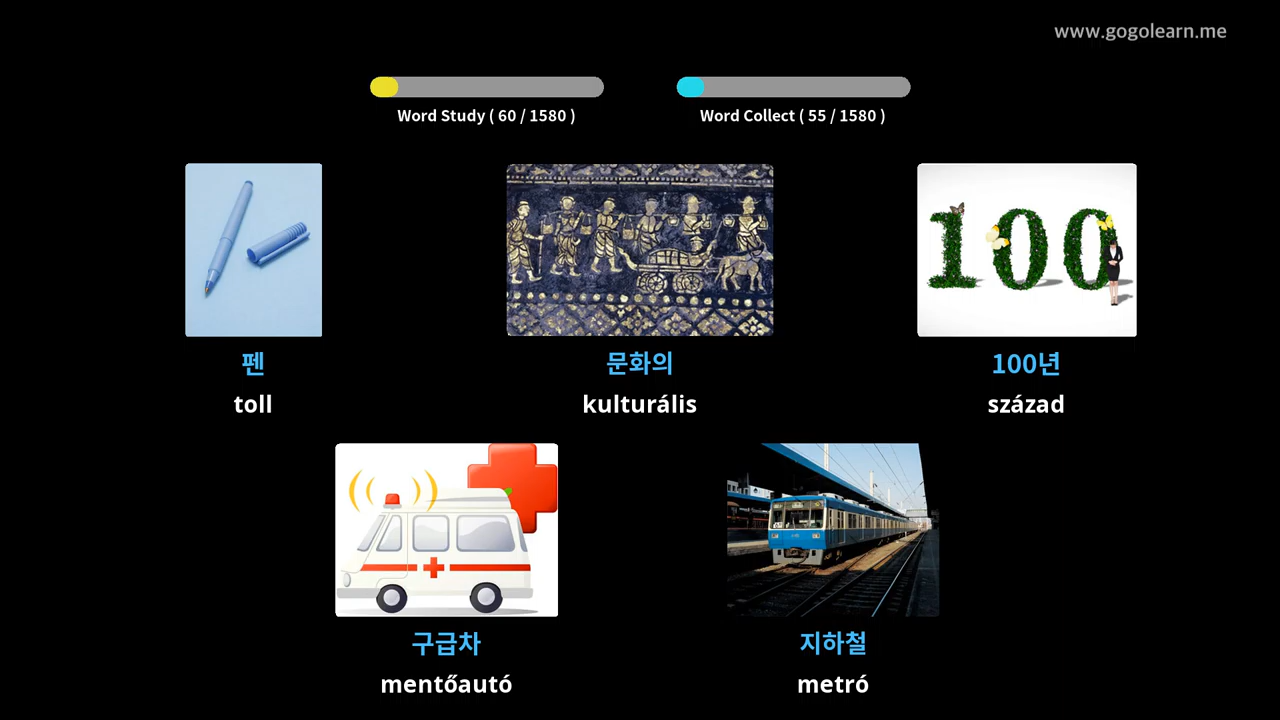 www.gogolearn.me
Word Study ( 60 / 1580 )
Word Collect ( 55 / 1580 )
펜
toll
문화의
kulturális
100년
század
구급차
mentőautó
지하철
metró